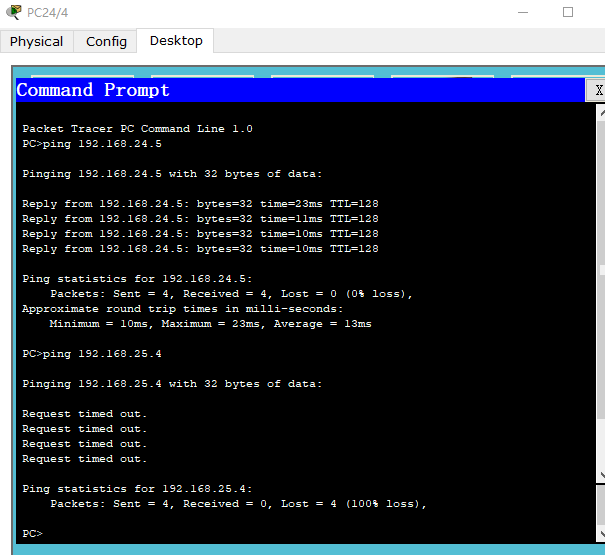 PC24/4
Physical Config Desktop
Command Prompt
X
Packet Tracer PC Command Line 1.0
PC>ping 192.168.24.5
Pinging 192.168.24.5 with 32 bytes of data:
Reply from 192.168.24.5: bytes=32 time=23ms TTL=128
Reply from 192.168.24.5: bytes=32 time=11ms TTL=128
Reply from 192.168.24.5: bytes=32 time=10ms TTL=128
Reply from 192.168.24.5: bytes=32 time=10ms TTL=128
Ping statistics for 192.168.24.5:
Packets: Sent = 4, Received = 4, Lost = 0 (0% loss),
Approximate round trip times in milli-seconds:
Minimum = 10ms, Maximum = 23ms, Average = 13ms
PC>ping 192.168.25.4
Pinging 192.168.25.4 with 32 bytes of data:
Request timed out.
Request timed out.
Request timed out.
Request timed out.
Ping statistics for 192.168.25.4:
Packets: Sent = 4, Received = 0, Lost = 4 (100% loss),
PC>